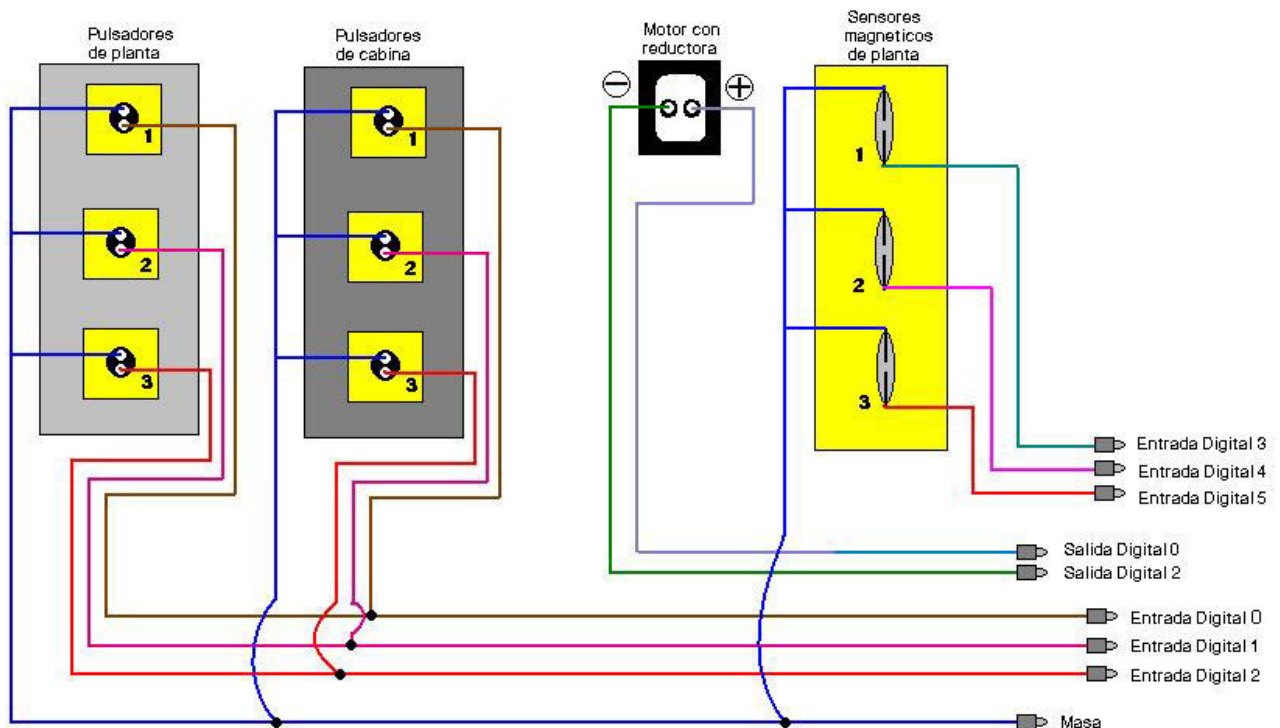 Pulsadores
de planta
1
2
3
Pulsadores
de cabina
1
2
3
Motor con
reductora
−
+
Sensores
magneticos
de planta
1
2
3
Entrada Digital 3
Entrada Digital 4
Entrada Digital 5
Salida Digital 0
Salida Digital 2
Entrada Digital 0
Entrada Digital 1
Entrada Digital 2
Masa